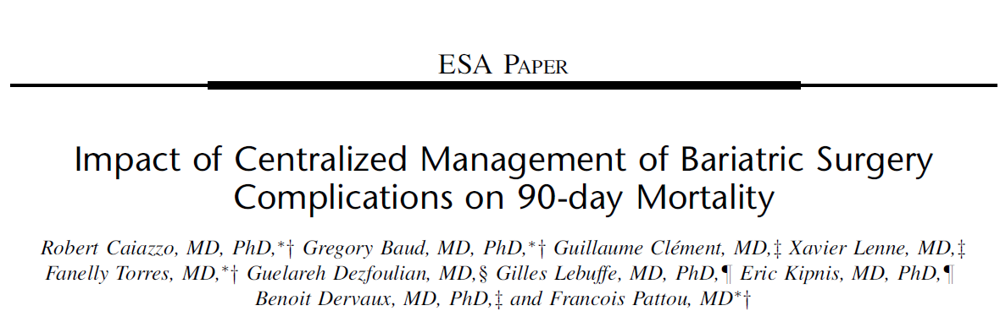 ESA PAPER
Impact of Centralized Management of Bariatric Surgery
Complications on 90-day Mortality
Robert Caiazzo, MD, PhD,*† Gregory Baud, MD, PhD,*† Guillaume Clément, MD,‡ Xavier Lenne, MD,‡
Fanelly Torres, MD,*† Guelareh Dezfoulian, MD,§ Gilles Lebuffe, MD, PhD,¶ Eric Kipnis, MD, PhD,¶
Benoit Dervaux, MD, PhD,‡ and Francois Pattou, MD*†